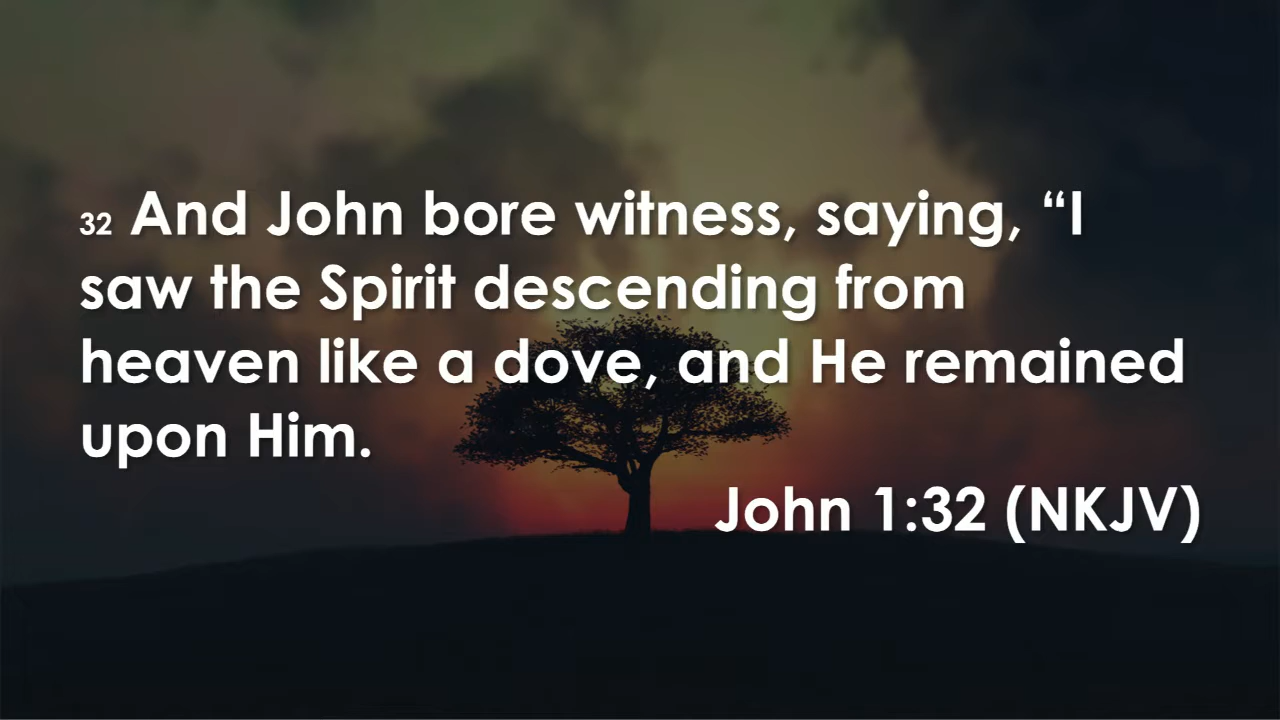 32 And John bore witness, saying, “I
saw the Spirit descending from
heaven like a dove, and He remained
upon Him.
John 1:32 (NKJV)